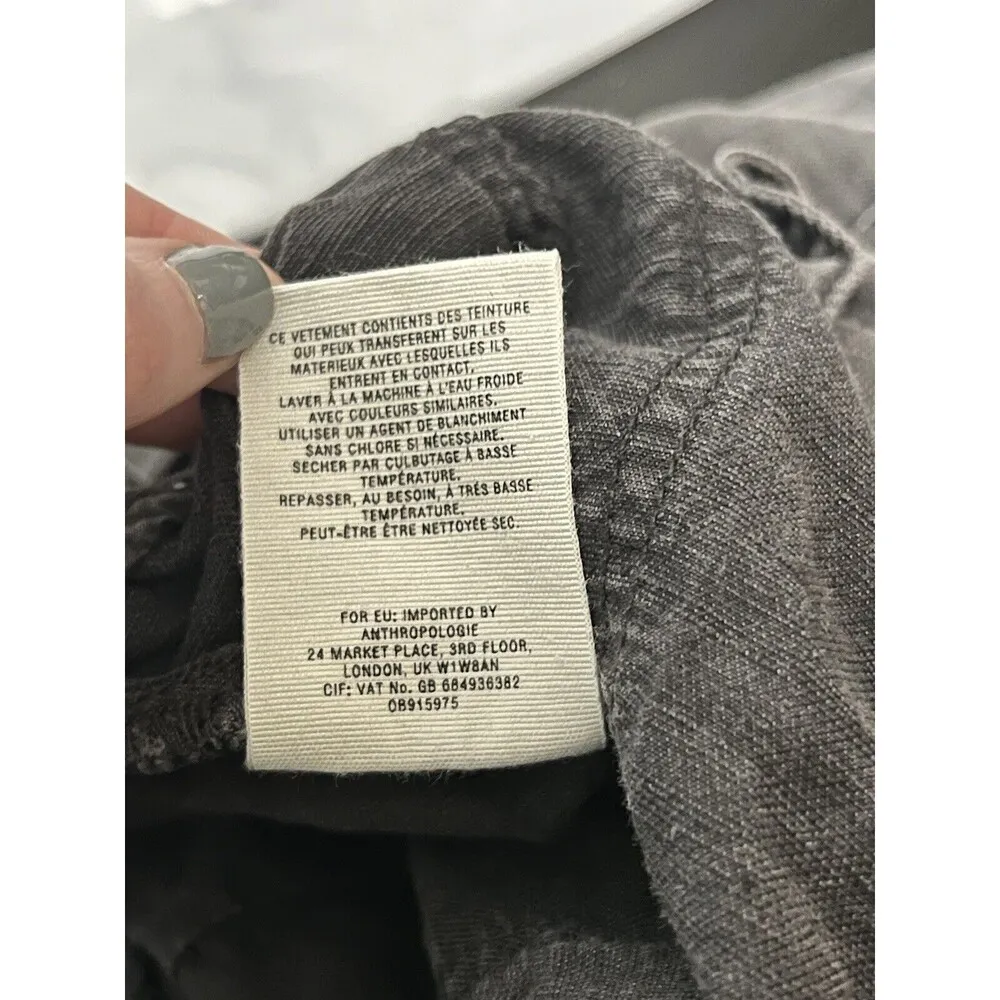 CE VETEMENT CONTIENTS DES TEINTURE
QUI PEUX TRANSFERENT SUR LES
MATERIEUX AVEC LESQUELLES ILS
ENTRENT EN CONTACT.
LAVER À LA MACHINE À L'EAU FROIDE
AVEC COULEURS SIMILAIRES.
UTILISER UN AGENT DE BLANCHIMENT
SANS CHLORE SI NÉCESSAIRE.
SECHER PAR CULBUTAGE À BASSE
TEMPÉRATURE.
REPASSER, AU BESOIN, À TRÉS BASSE
TEMPÉRATURE.
PEUT-ÊTRE ÊTRE NETTOYÉE SEC.
FOR EU: IMPORTED BY
ANTHROPOLOGIE
24 MARKET PLACE, 3RD FLOOR,
LONDON, UK W1W8AN
CIF: VAT No. GB 684936382
OB915975